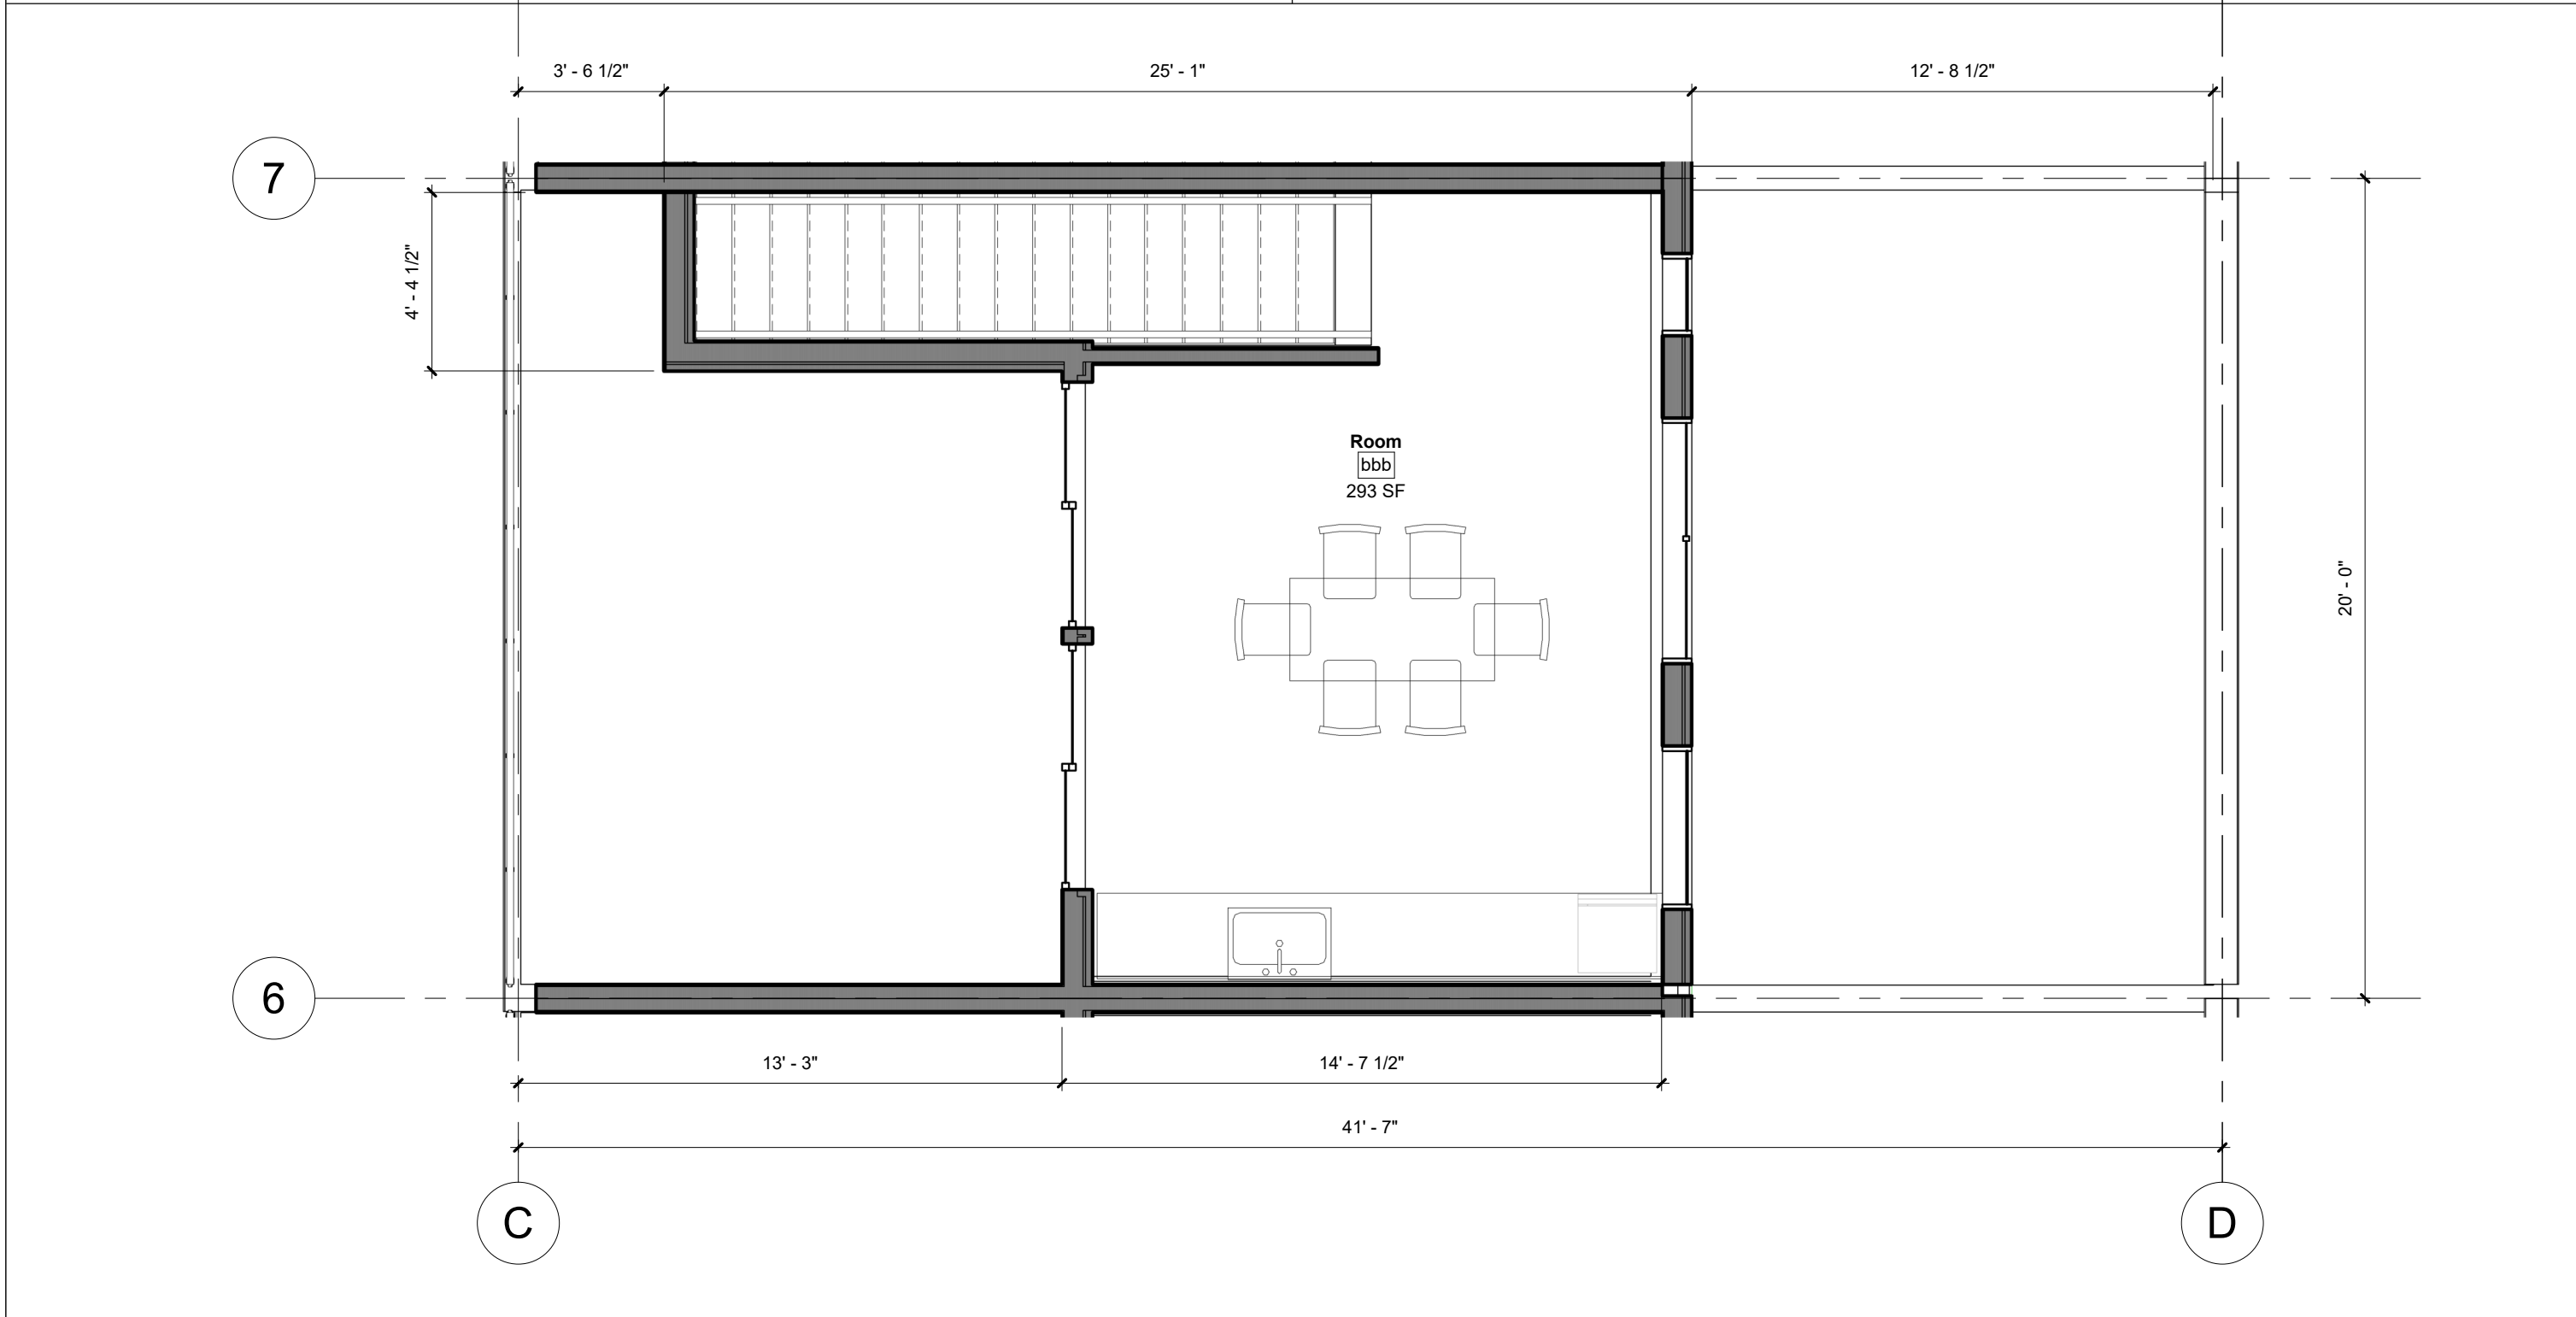 3' - 6 1/2"
25' - 1"
12' - 8 1/2"
7
4' - 4 1/2"
Room
bbb
293 SF
20' - 0"
6
13' - 3"
14' - 7 1/2"
41' - 7"
C
D